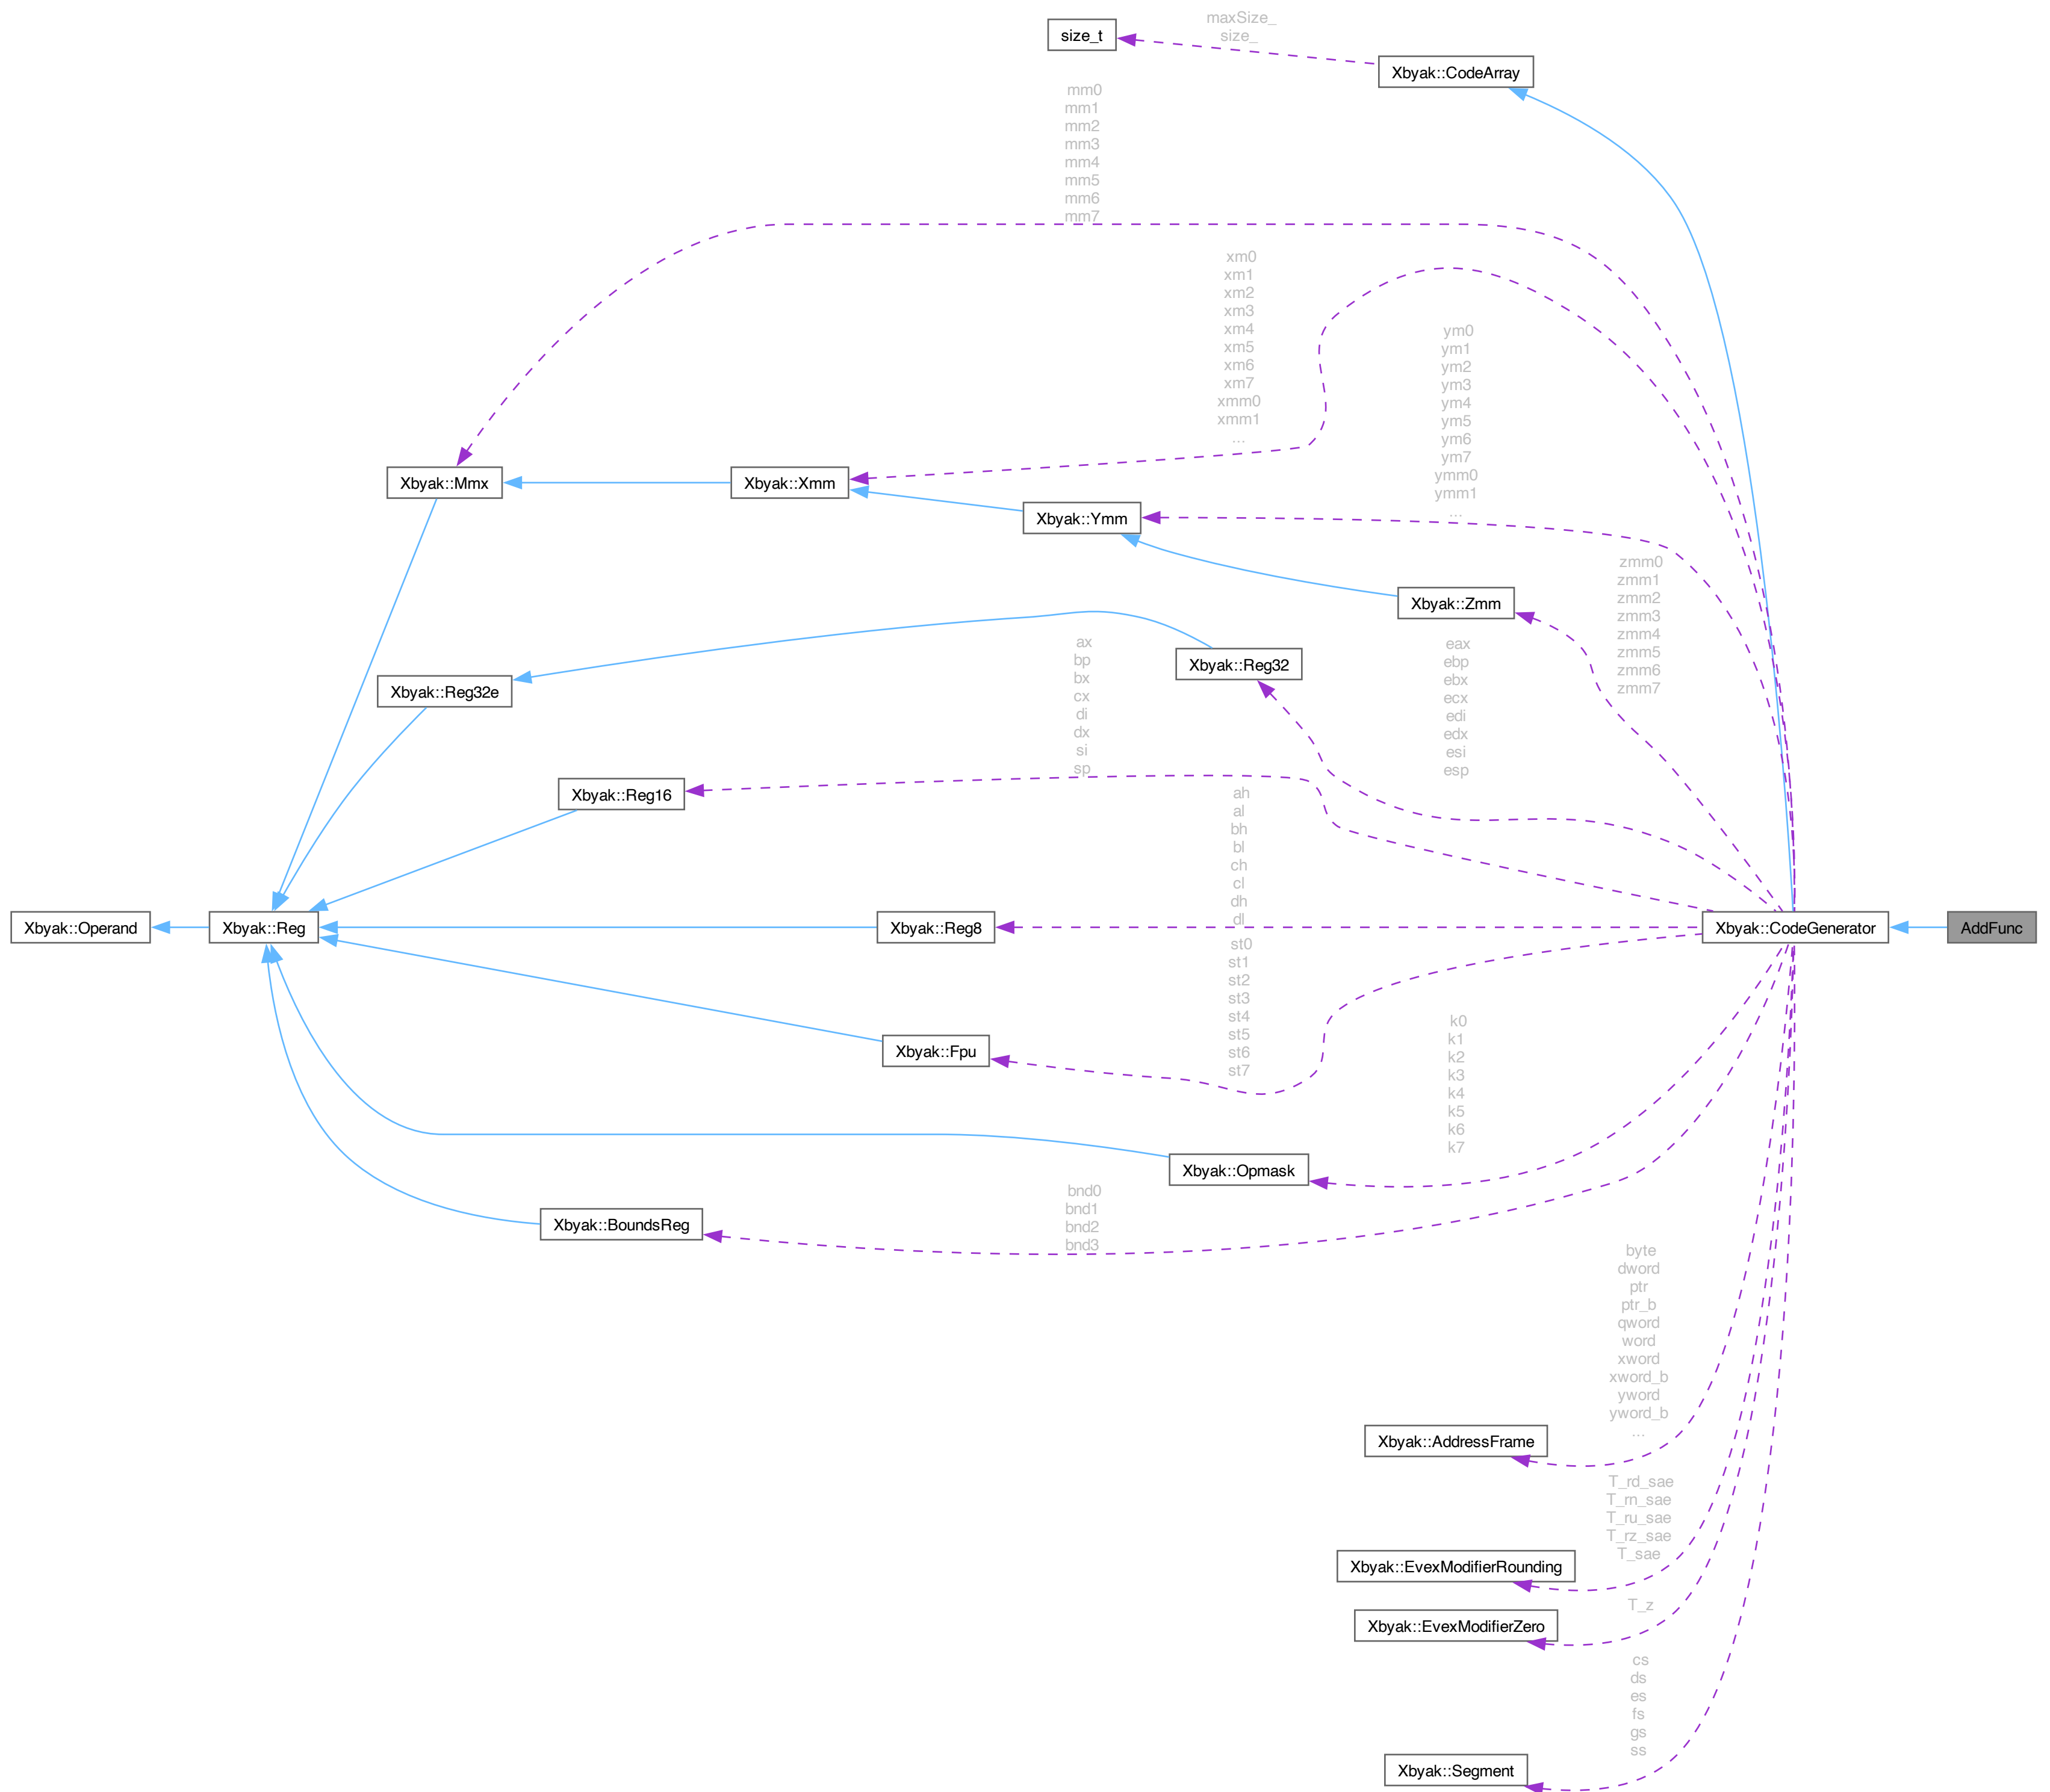 maxSize_
size_
size_t
Xbyak::CodeArray
mm0
mm1
mm2
mm3
mm4
mm5
mm6
mm7
xm0
xm1
xm2
xm3
xm4
xm5
xm6
xm7
xmm0
xmm1
...
ym0
ym1
ym2
ym3
ym4
ym5
ym6
ym7
ymm0
ymm1
...
Xbyak::Mmx
Xbyak::Xmm
Xbyak::Ymm
zmm0
zmm1
zmm2
zmm3
zmm4
zmm5
zmm6
zmm7
Xbyak::Zmm
Xbyak::Reg32
Xbyak::Reg32e
eax
ebp
ebx
ecx
edi
edx
esi
esp
ax
bp
bx
cx
di
dx
si
sp
Xbyak::Reg16
ah
al
bh
bl
ch
cl
dh
dl
Xbyak::Operand
Xbyak::Reg
Xbyak::Reg8
Xbyak::CodeGenerator
AddFunc
st0
st1
st2
st3
st4
st5
st6
st7
Xbyak::Fpu
k0
k1
k2
k3
k4
k5
k6
k7
Xbyak::Opmask
bnd0
bnd1
bnd2
bnd3
Xbyak::BoundsReg
byte
dword
ptr
ptr_b
qword
word
xword
xword_b
yword
yword_b
...
Xbyak::AddressFrame
T_rd_sae
T_rn_sae
T_ru_sae
T_rz_sae
T_sae
Xbyak::EvexModifierRounding
T_z
Xbyak::EvexModifierZero
cs
ds
es
fs
gs
ss
Xbyak::Segment